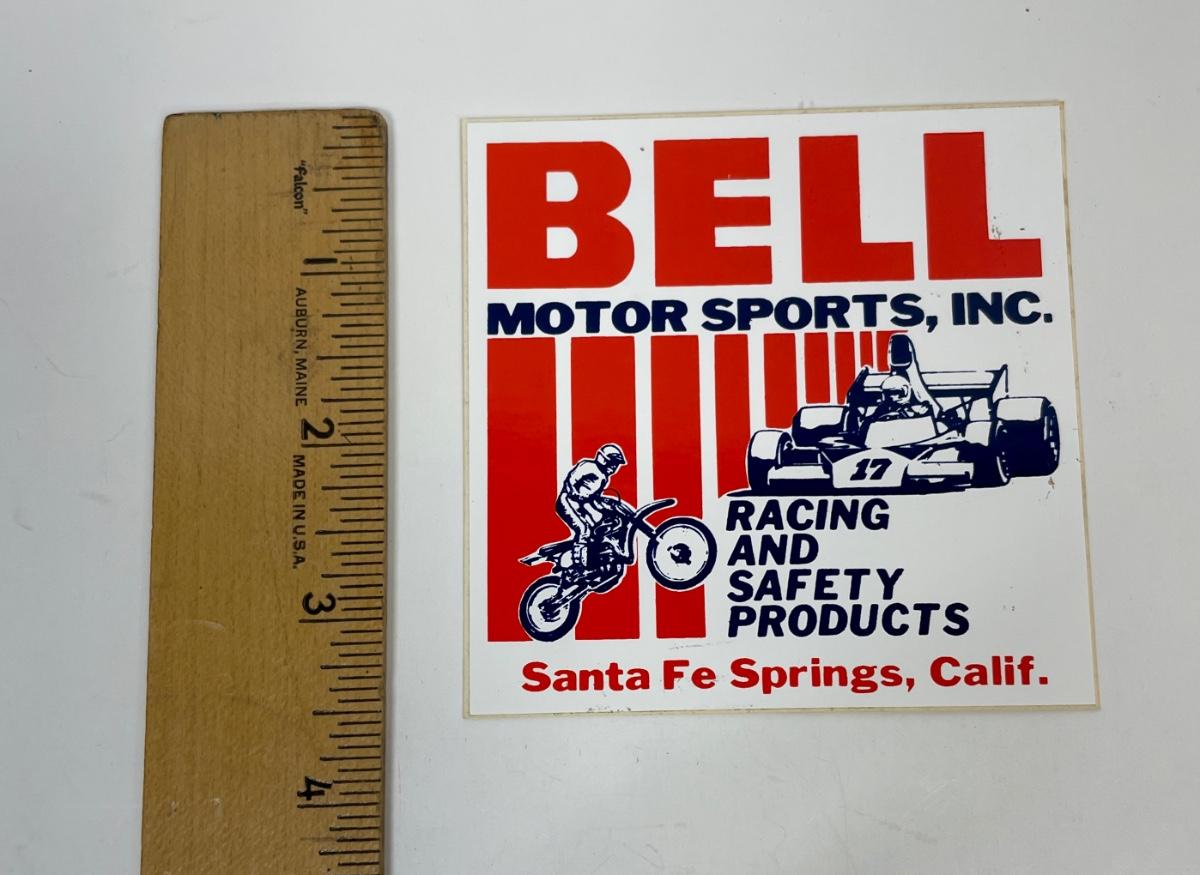 "Falcon"
1
AUBURN, MAINE
2
MADE IN U.S.A.
3
4
BELL
MOTOR SPORTS, INC.
17
RACING
AND
SAFETY
PRODUCTS
Santa Fe Springs, Calif.